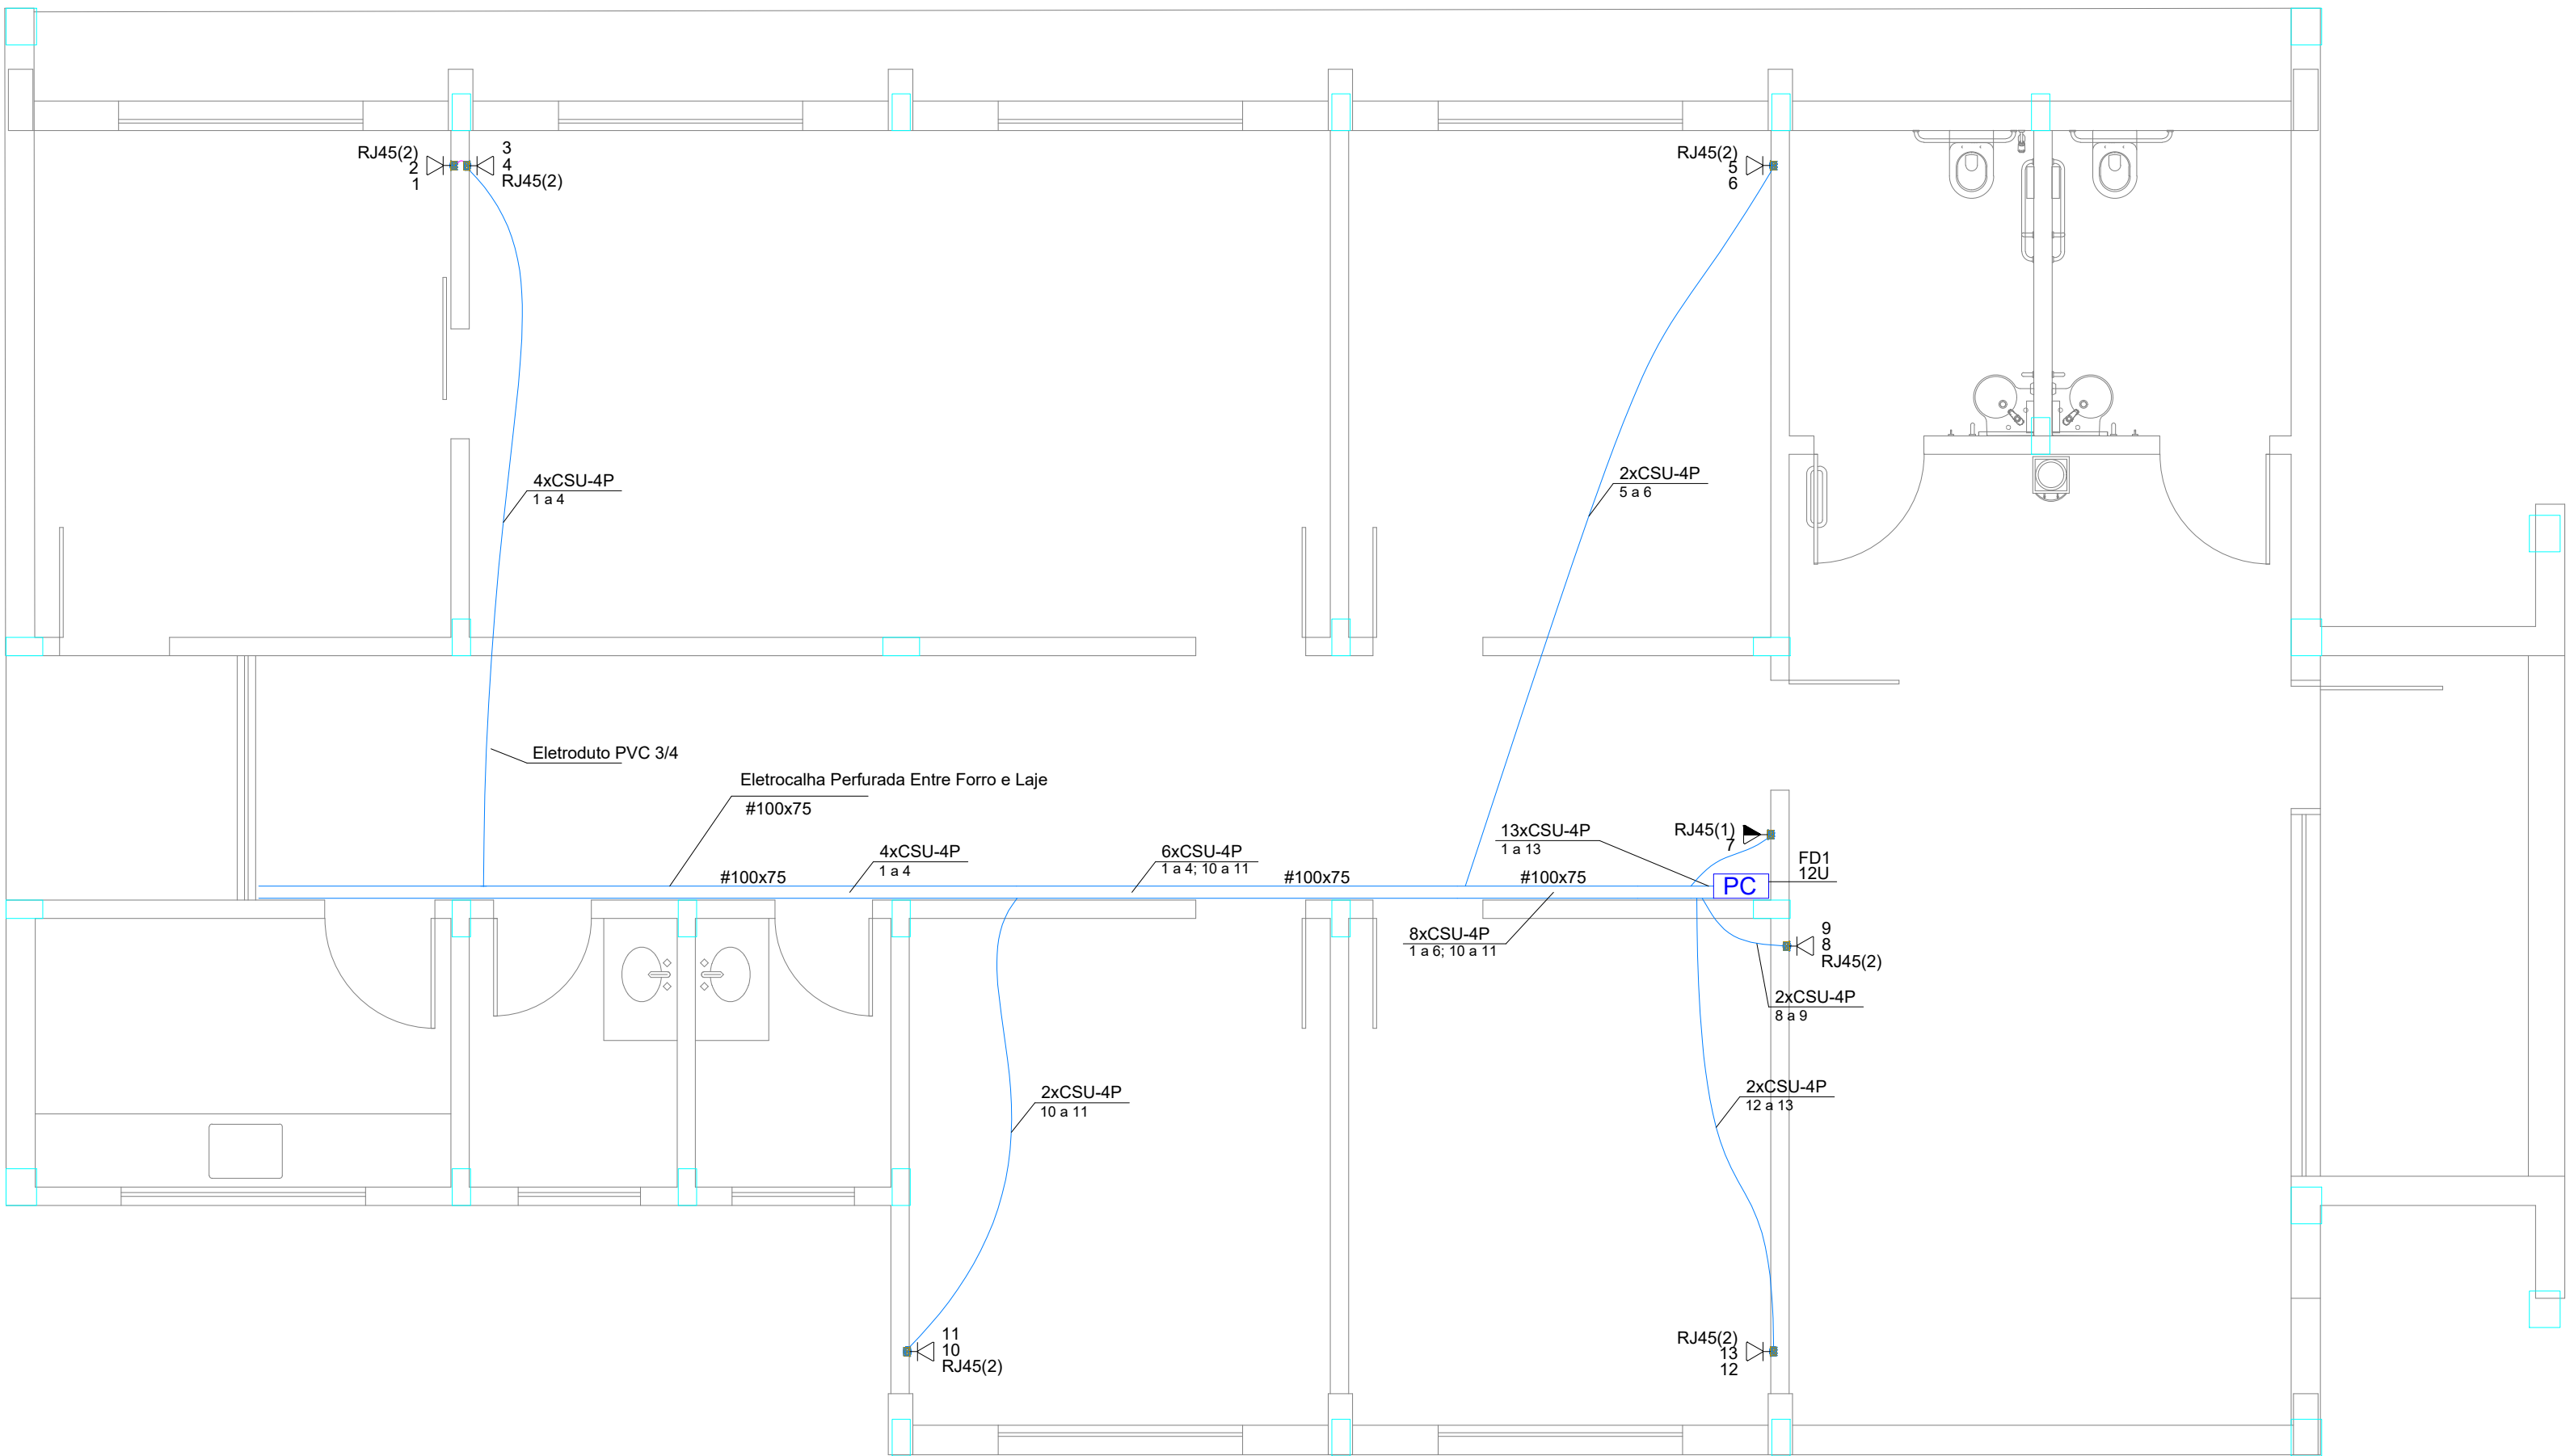 RJ45(2)
2
1
3
4
RJ45(2)
RJ45(2)
5
6
4xCSU-4P
1 a 4
2xCSU-4P
5 a 6
Eletroduto PVC 3/4
Eletrocalha Perfurada Entre Forro e Laje
#100x75
#100x75
4xCSU-4P
1 a 4
6xCSU-4P
1 a 4; 10 a 11
#100x75
13xCSU-4P
1 a 13
#100x75
RJ45(1)
7
PC
FD1
12U
8xCSU-4P
1 a 6; 10 a 11
9
8
RJ45(2)
2xCSU-4P
8 a 9
2xCSU-4P
10 a 11
2xCSU-4P
12 a 13
11
10
RJ45(2)
RJ45(2)
13
12